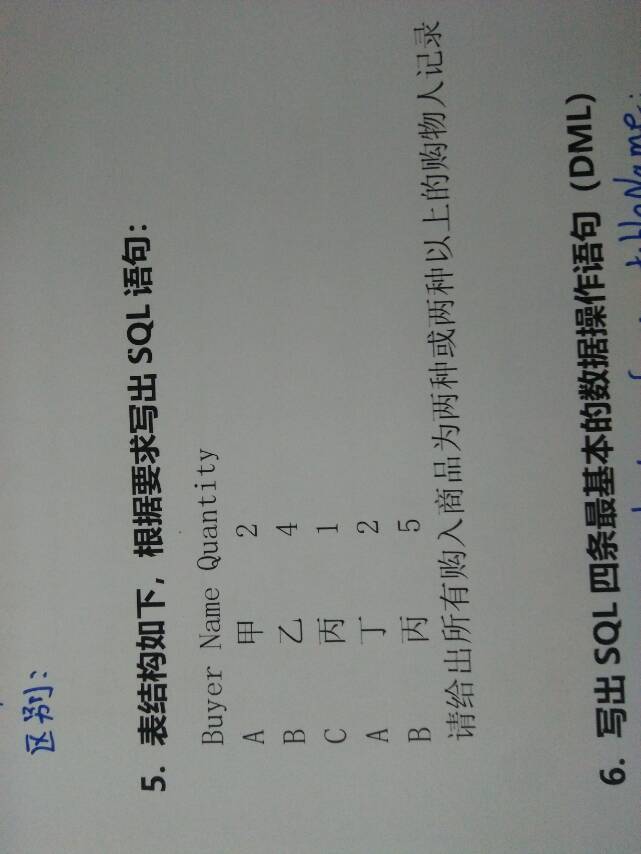 区别:
5. 表结构如下，根据要求写出 SQL 语句：
Buyer Name Quantity
A 甲 2
B 乙 4
C 丙 1
A 丁 2
B 丙 5
请给出所有购入商品为两种或两种以上的购物人记录
6. 写出 SQL 四条最基本的数据操作语句（DML）